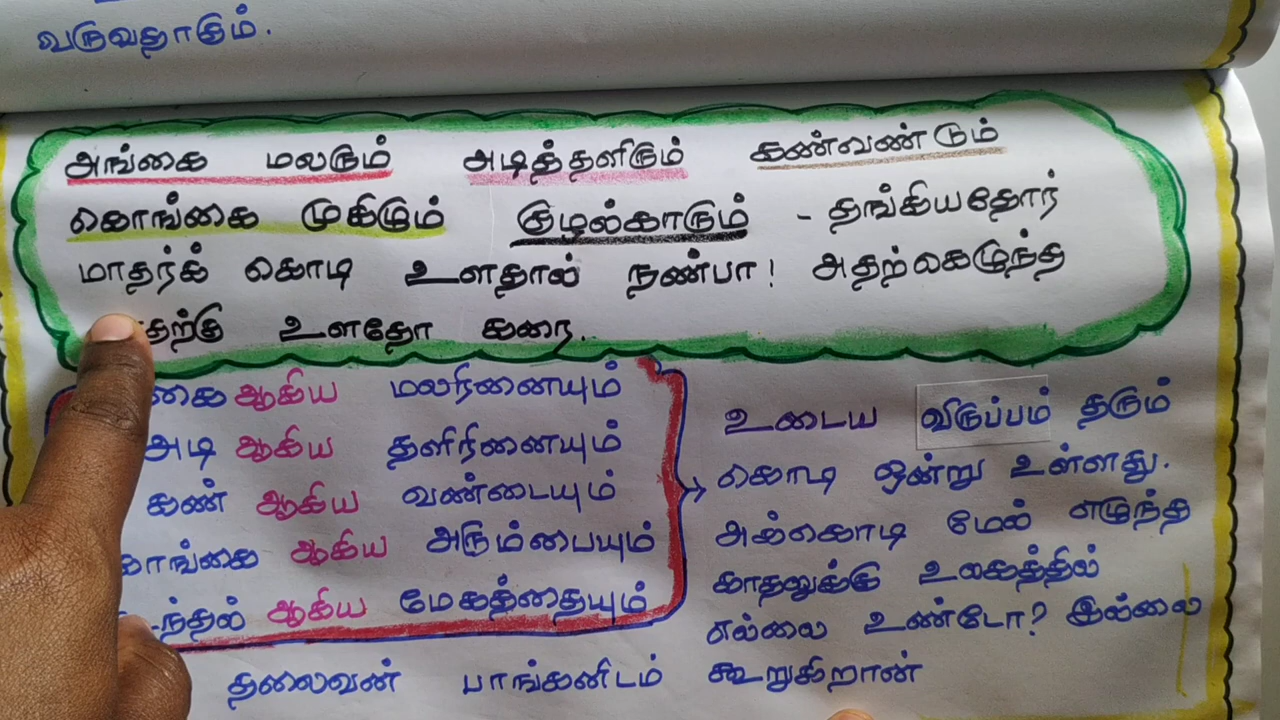 வருவதாகும்.
அங்கை மலரும் அடித்தளிரும் கண்வண்டும்
கொங்கை முகிழும் குழல்காரும் - தங்கியதோர்
மாதர்க் கொடி உளதால் நண்பா! அதற்கெழுந்த
உளதோ கரை.
கை ஆகிய மலரினையும்
அடி ஆகிய தளிரினையும்
கண் ஆகிய வண்டையும்
ஆகிய அரும்பையும்
ஆகிய மேகத்தையும்
உடைய விருப்பம் தரும்
கொடி ஒன்று உள்ளது.
அக்கொடி மேல் எழுந்த
காதலுக்கு உலகத்தில்
எல்லை உண்டோ? இல்லை
தலைவன் பாங்கனிடம் கூறுகிறான்